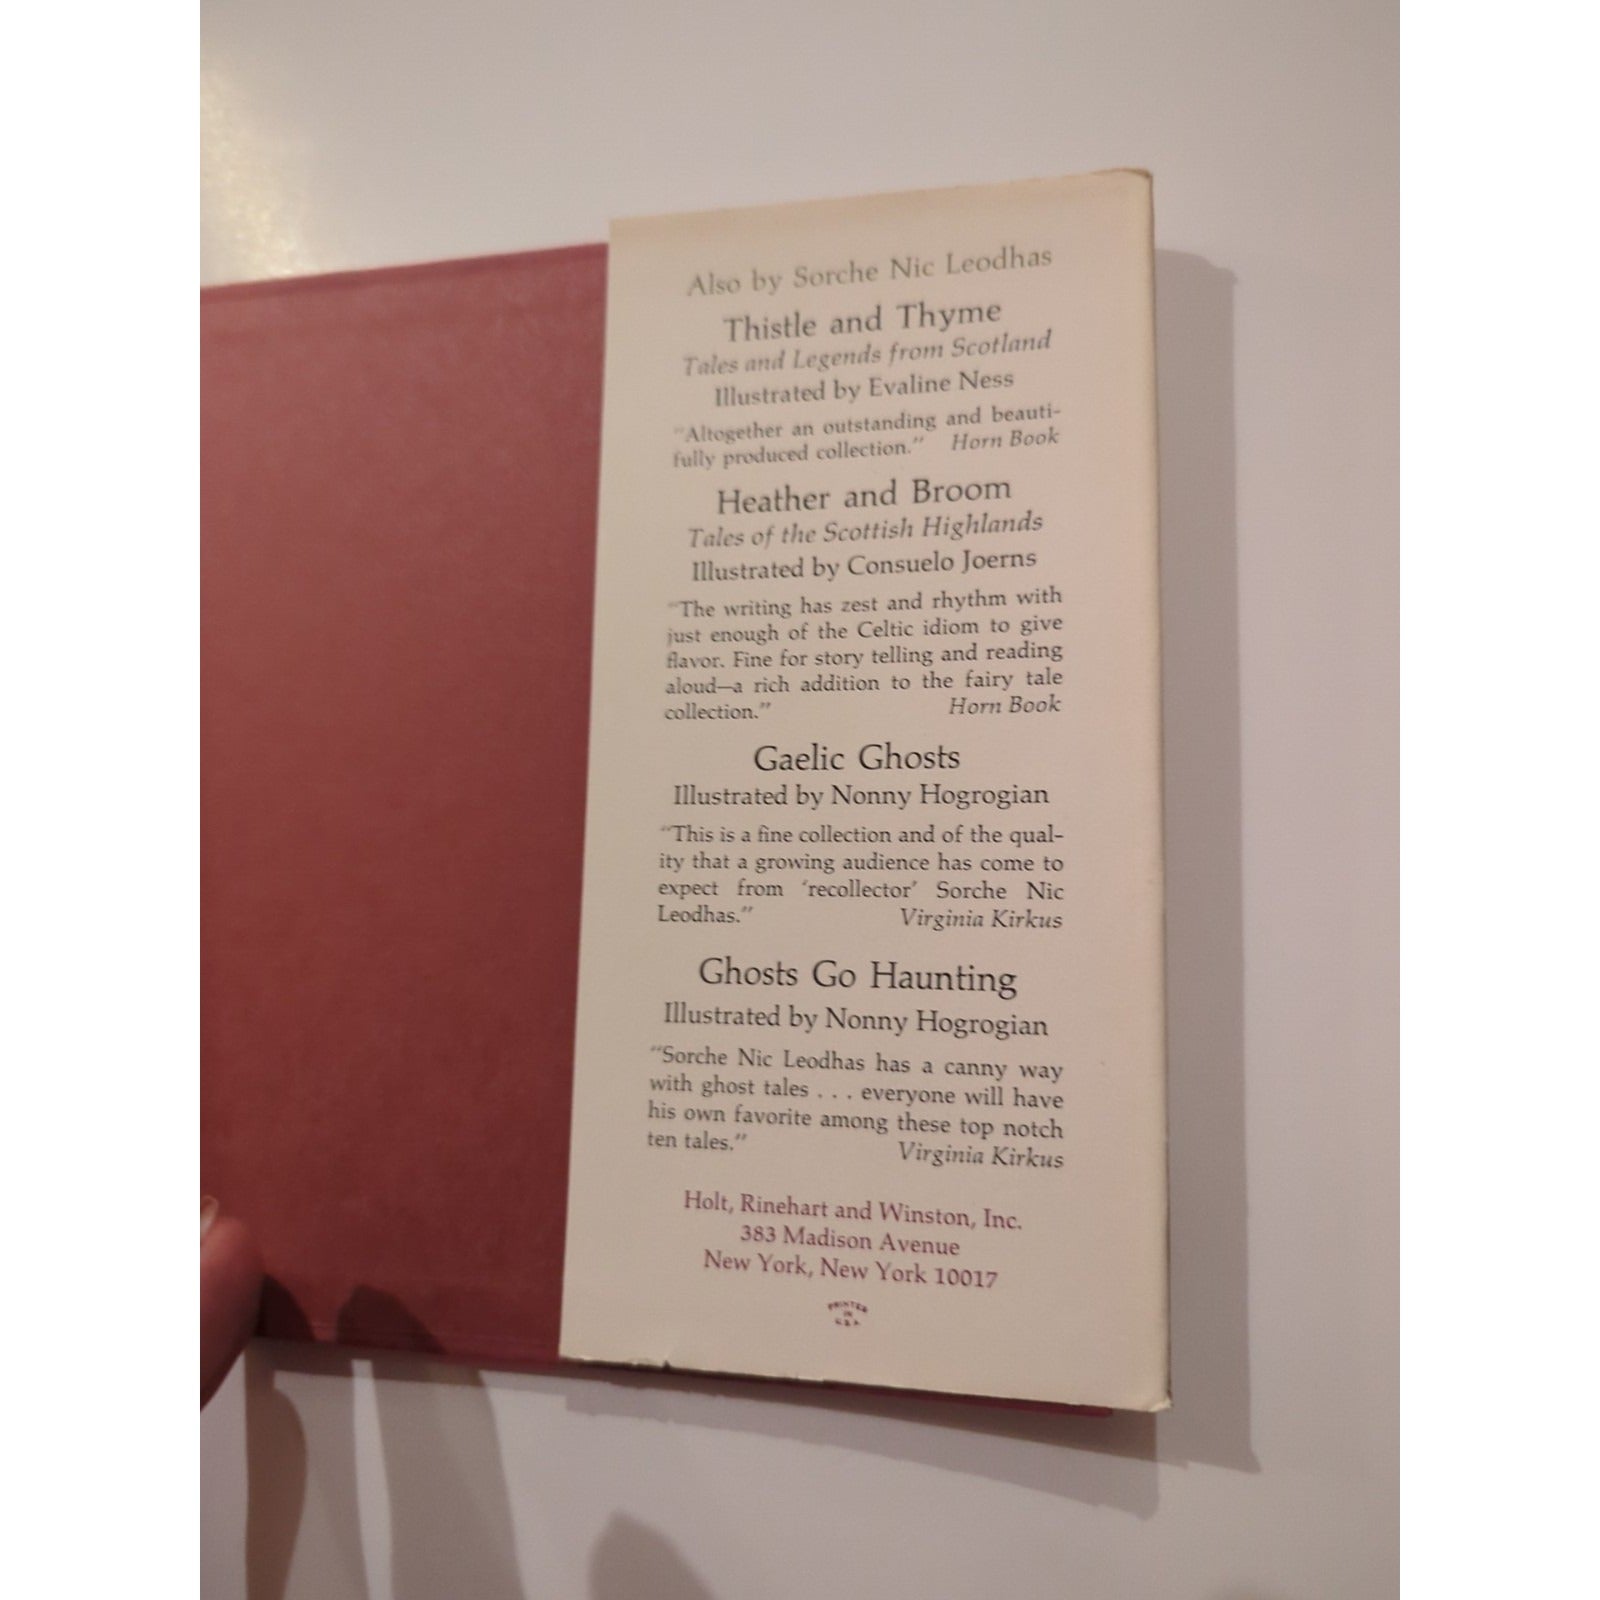 Also by Sorche Nic Leodhas
Thistle and Thyme
Tales and Legends from Scotland
Illustrated by Evaline Ness
"Altogether an outstanding and beauti-
fully produced collection." Horn Book
Heather and Broom
Tales of the Scottish Highlands
Illustrated by Consuelo Joerns
"The writing has zest and rhythm with
just enough of the Celtic idiom to give
flavor. Fine for story telling and reading
aloud—a rich addition to the fairy tale
collection." Horn Book
Gaelic Ghosts
Illustrated by Nonny Hogrogian
"This is a fine collection and of the qual-
ity that a growing audience has come to
expect from 'recollector' Sorche Nic
Leodhas." Virginia Kirkus
Ghosts Go Haunting
Illustrated by Nonny Hogrogian
"Sorche Nic Leodhas has a canny way
with ghost tales . . . everyone will have
his own favorite among these top notch
ten tales." Virginia Kirkus
Holt, Rinehart and Winston, Inc.
383 Madison Avenue
New York, New York 10017
PRINTED
IN
U.S.A.